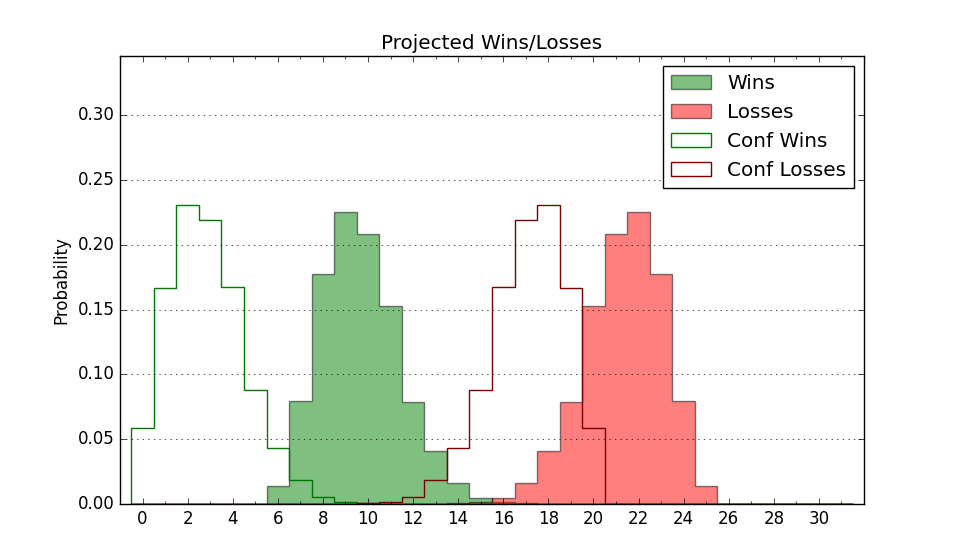 Projected Wins/Losses
Wins
Losses
Conf Wins
Conf Losses
Probability
0.30
0.25
0.20
0.15
0.10
0.05
0.00
0 2 4 6 8 10 12 14 16 18 20 22 24 26 28 30